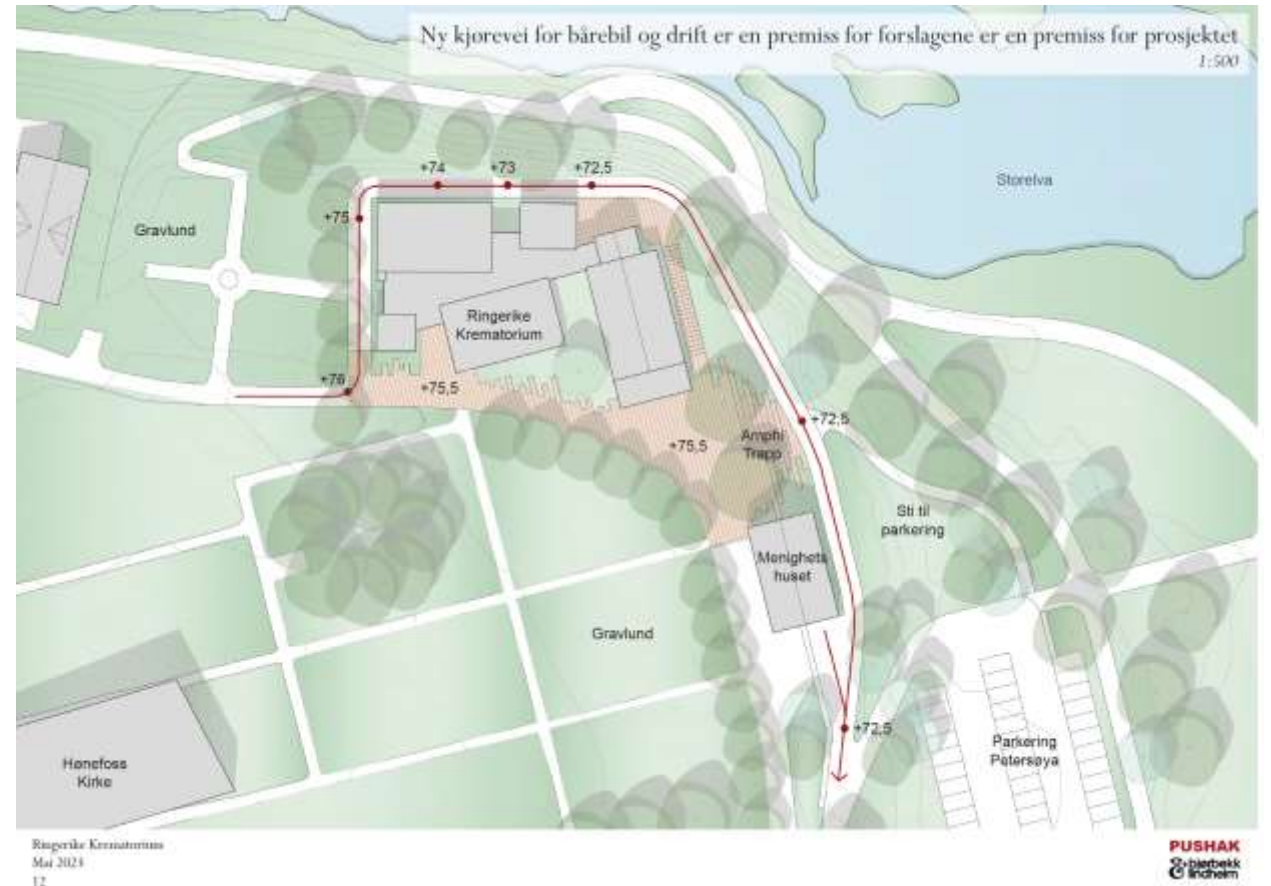 Ny kjørevei for bårebil og drift er en premiss for forslagene er en premiss for prosjektet
1:500
+74
+73
+72,5
Storelva
+75
Gravlund
Ringerike
Krematorium
+76
+75,5
+75,5
Amphi
Trapp
+72,5
Sti til
parkering
Menighets
huset
Gravlund
+72,5
Parkering
Petersøya
Hønefoss
Kirke
Ringerike Krematorium
Mai 2023
12
PUSHAK
bjørbekk
& lindheim